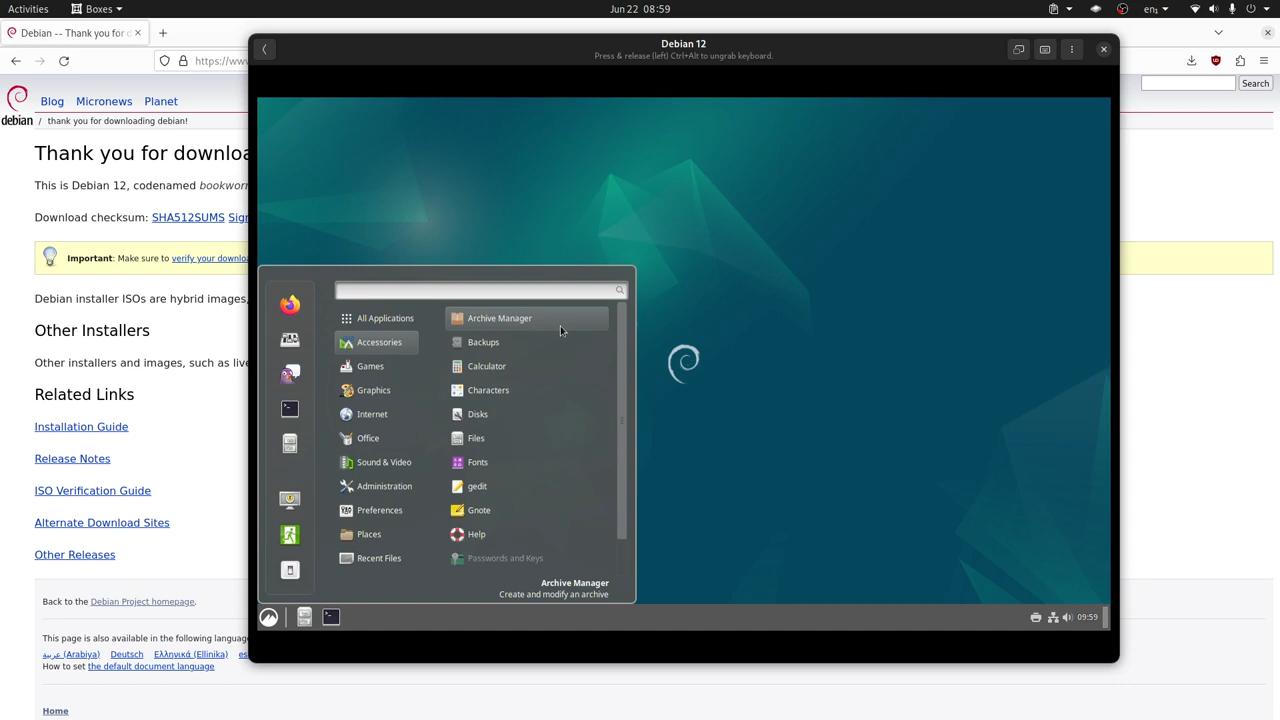 Activities
Boxes
Jun 22 08:59
en₁
Debian -- Thank you for d
https://www
Debian 12
Press & release (left) Ctrl+Alt to ungrab keyboard.
debian
Blog
Micronews
Planet
Search
/ thank you for downloading debian!
Thank you for downloa
This is Debian 12, codenamed bookwor
Download checksum: SHA512SUMS Sig
Important: Make sure to verify your downlo
Debian installer ISOs are hybrid images,
Other Installers
Other installers and images, such as live
Related Links
Installation Guide
Release Notes
ISO Verification Guide
Alternate Download Sites
Other Releases
Back to the Debian Project homepage.
This page is also available in the following language
عربية (Arabiya)
Deutsch
Ελληνικά (Ellinika)
es
How to set the default document language
Home
All Applications
Accessories
Games
Graphics
Internet
Office
Sound & Video
Administration
Preferences
Places
Recent Files
Archive Manager
Backups
Calculator
Characters
Disks
Files
Fonts
gedit
Gnote
Help
Passwords and Keys
Archive Manager
Create and modify an archive
09:59